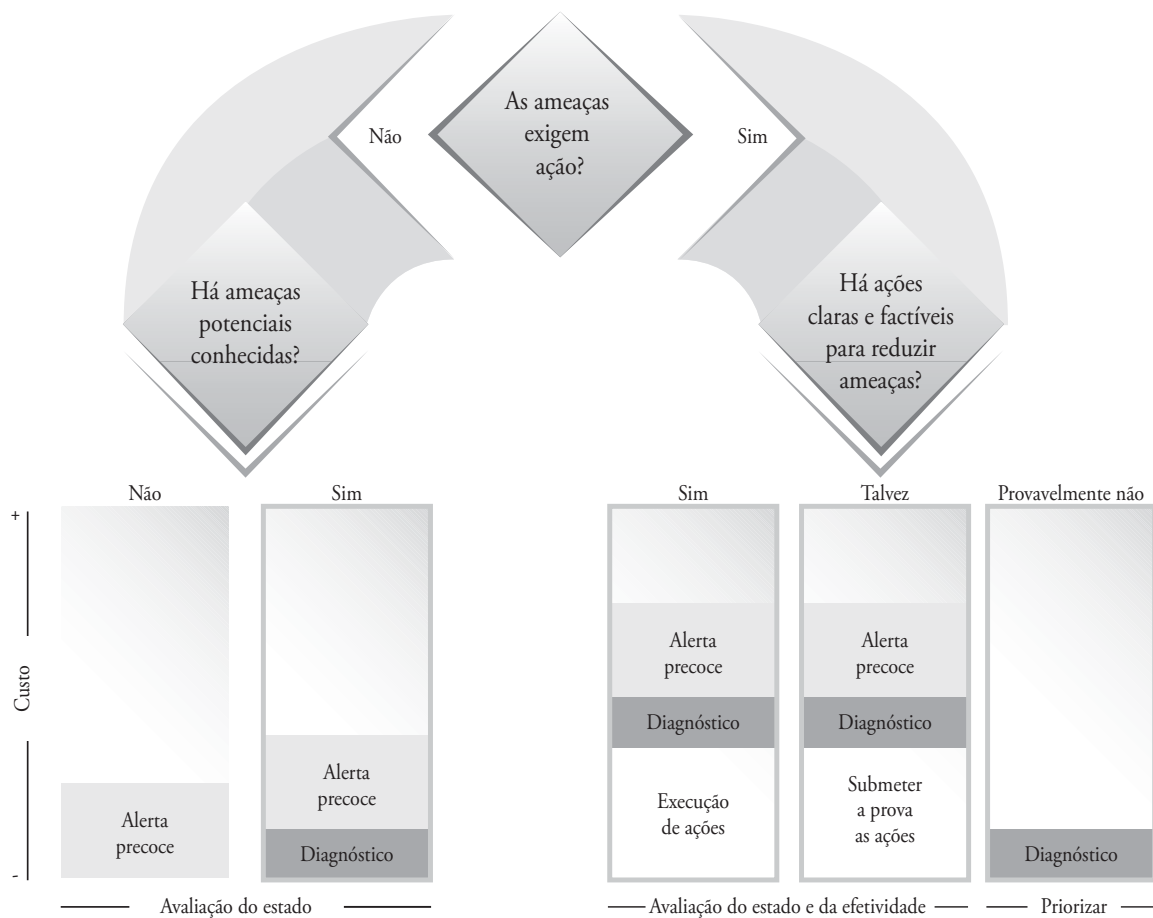 As ameaças
exigem
ação?
Não
Sim
Há ameaças
potenciais
conhecidas?
Há ações
claras e factíveis
para reduzir
ameaças?
Não
Sim
Sim
Talvez
Provavelmente não
+
Custo
-
Alerta
precoce
Alerta
precoce
Diagnóstico
Alerta
precoce
Diagnóstico
Execução
de ações
Alerta
precoce
Diagnóstico
Submeter
a prova
as ações
Diagnóstico
Avaliação do estado
Avaliação do estado e da efetividade
Priorizar